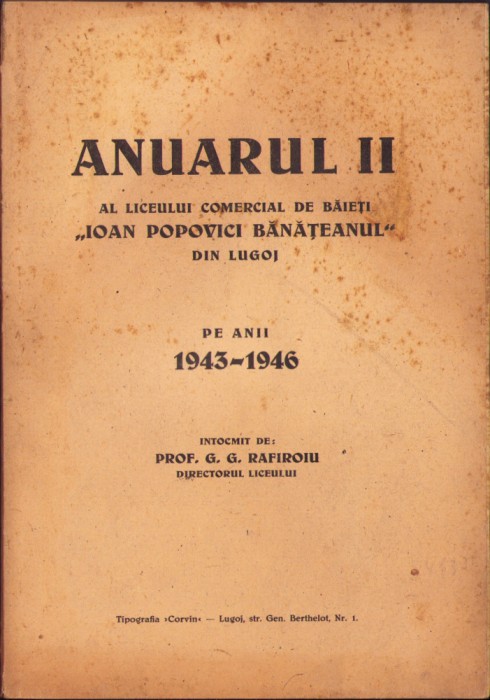 ANUARUL II
AL LICEULUI COMERCIAL DE BĂIEȚI
„IOAN POPOVICI BĂNĂȚEANUL“
DIN LUGOJ
PE ANII
1943-1946
INTOCMIT DE:
PROF. G. G. RAFIROIU
DIRECTORUL LICEULUI
Tipografia »Corvin« — Lugoj, str. Gen. Berthelot, Nr. 1.